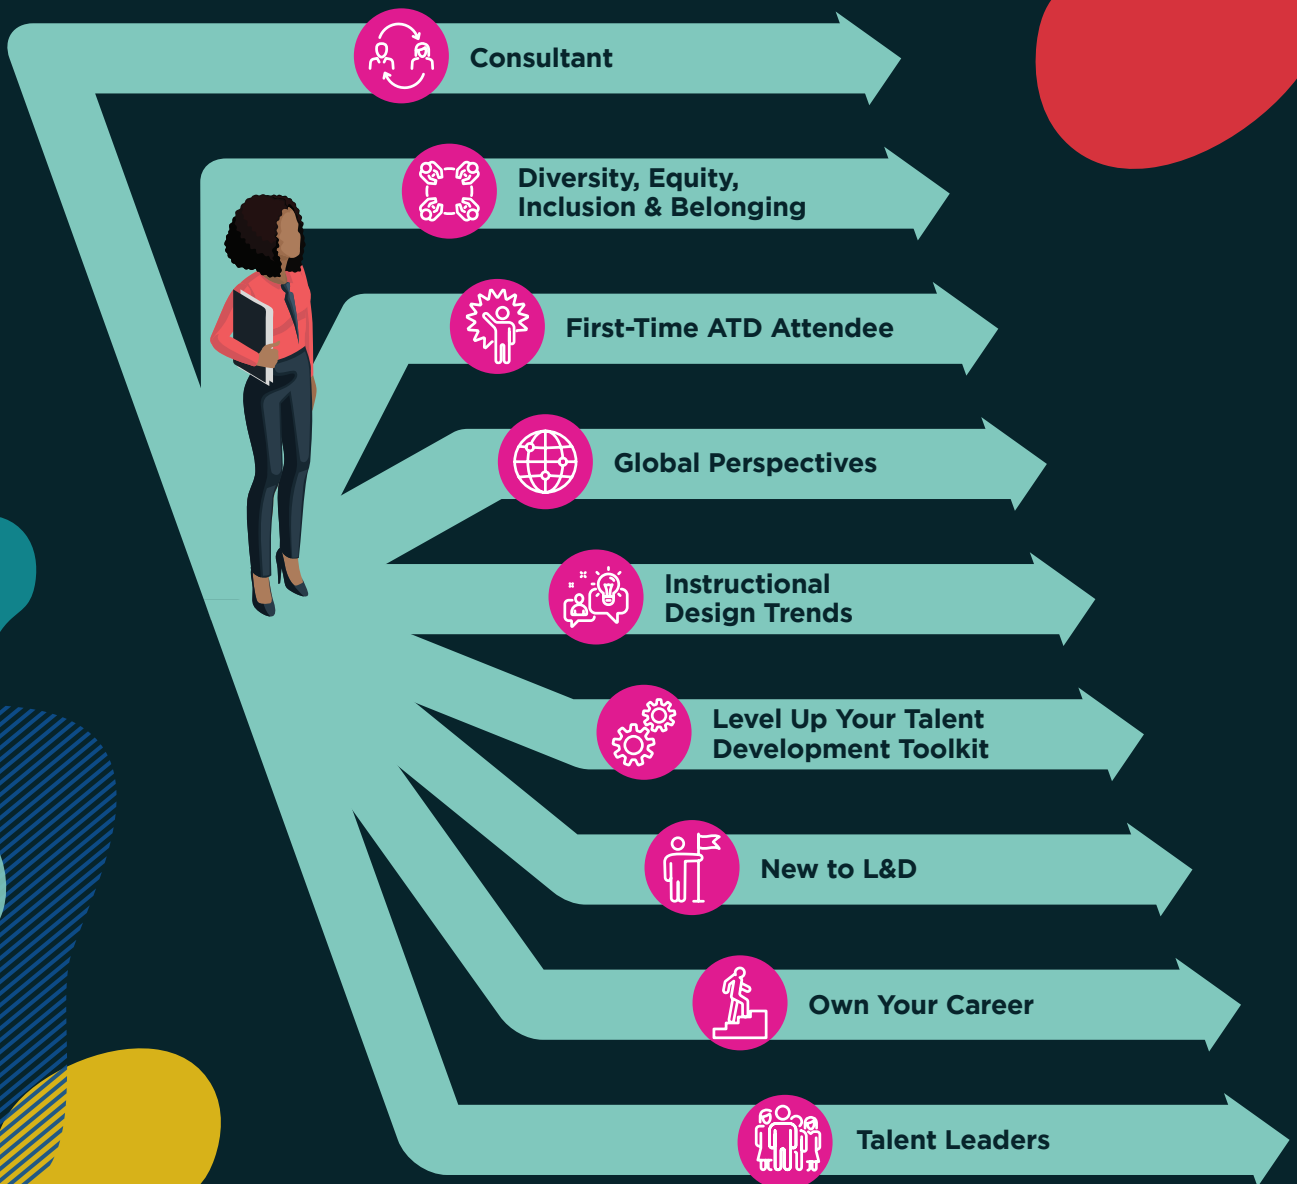 Consultant
Diversity, Equity,
Inclusion & Belonging
First-Time ATD Attendee
Global Perspectives
Instructional
Design Trends
Level Up Your Talent
Development Toolkit
New to L&D
Own Your Career
Talent Leaders